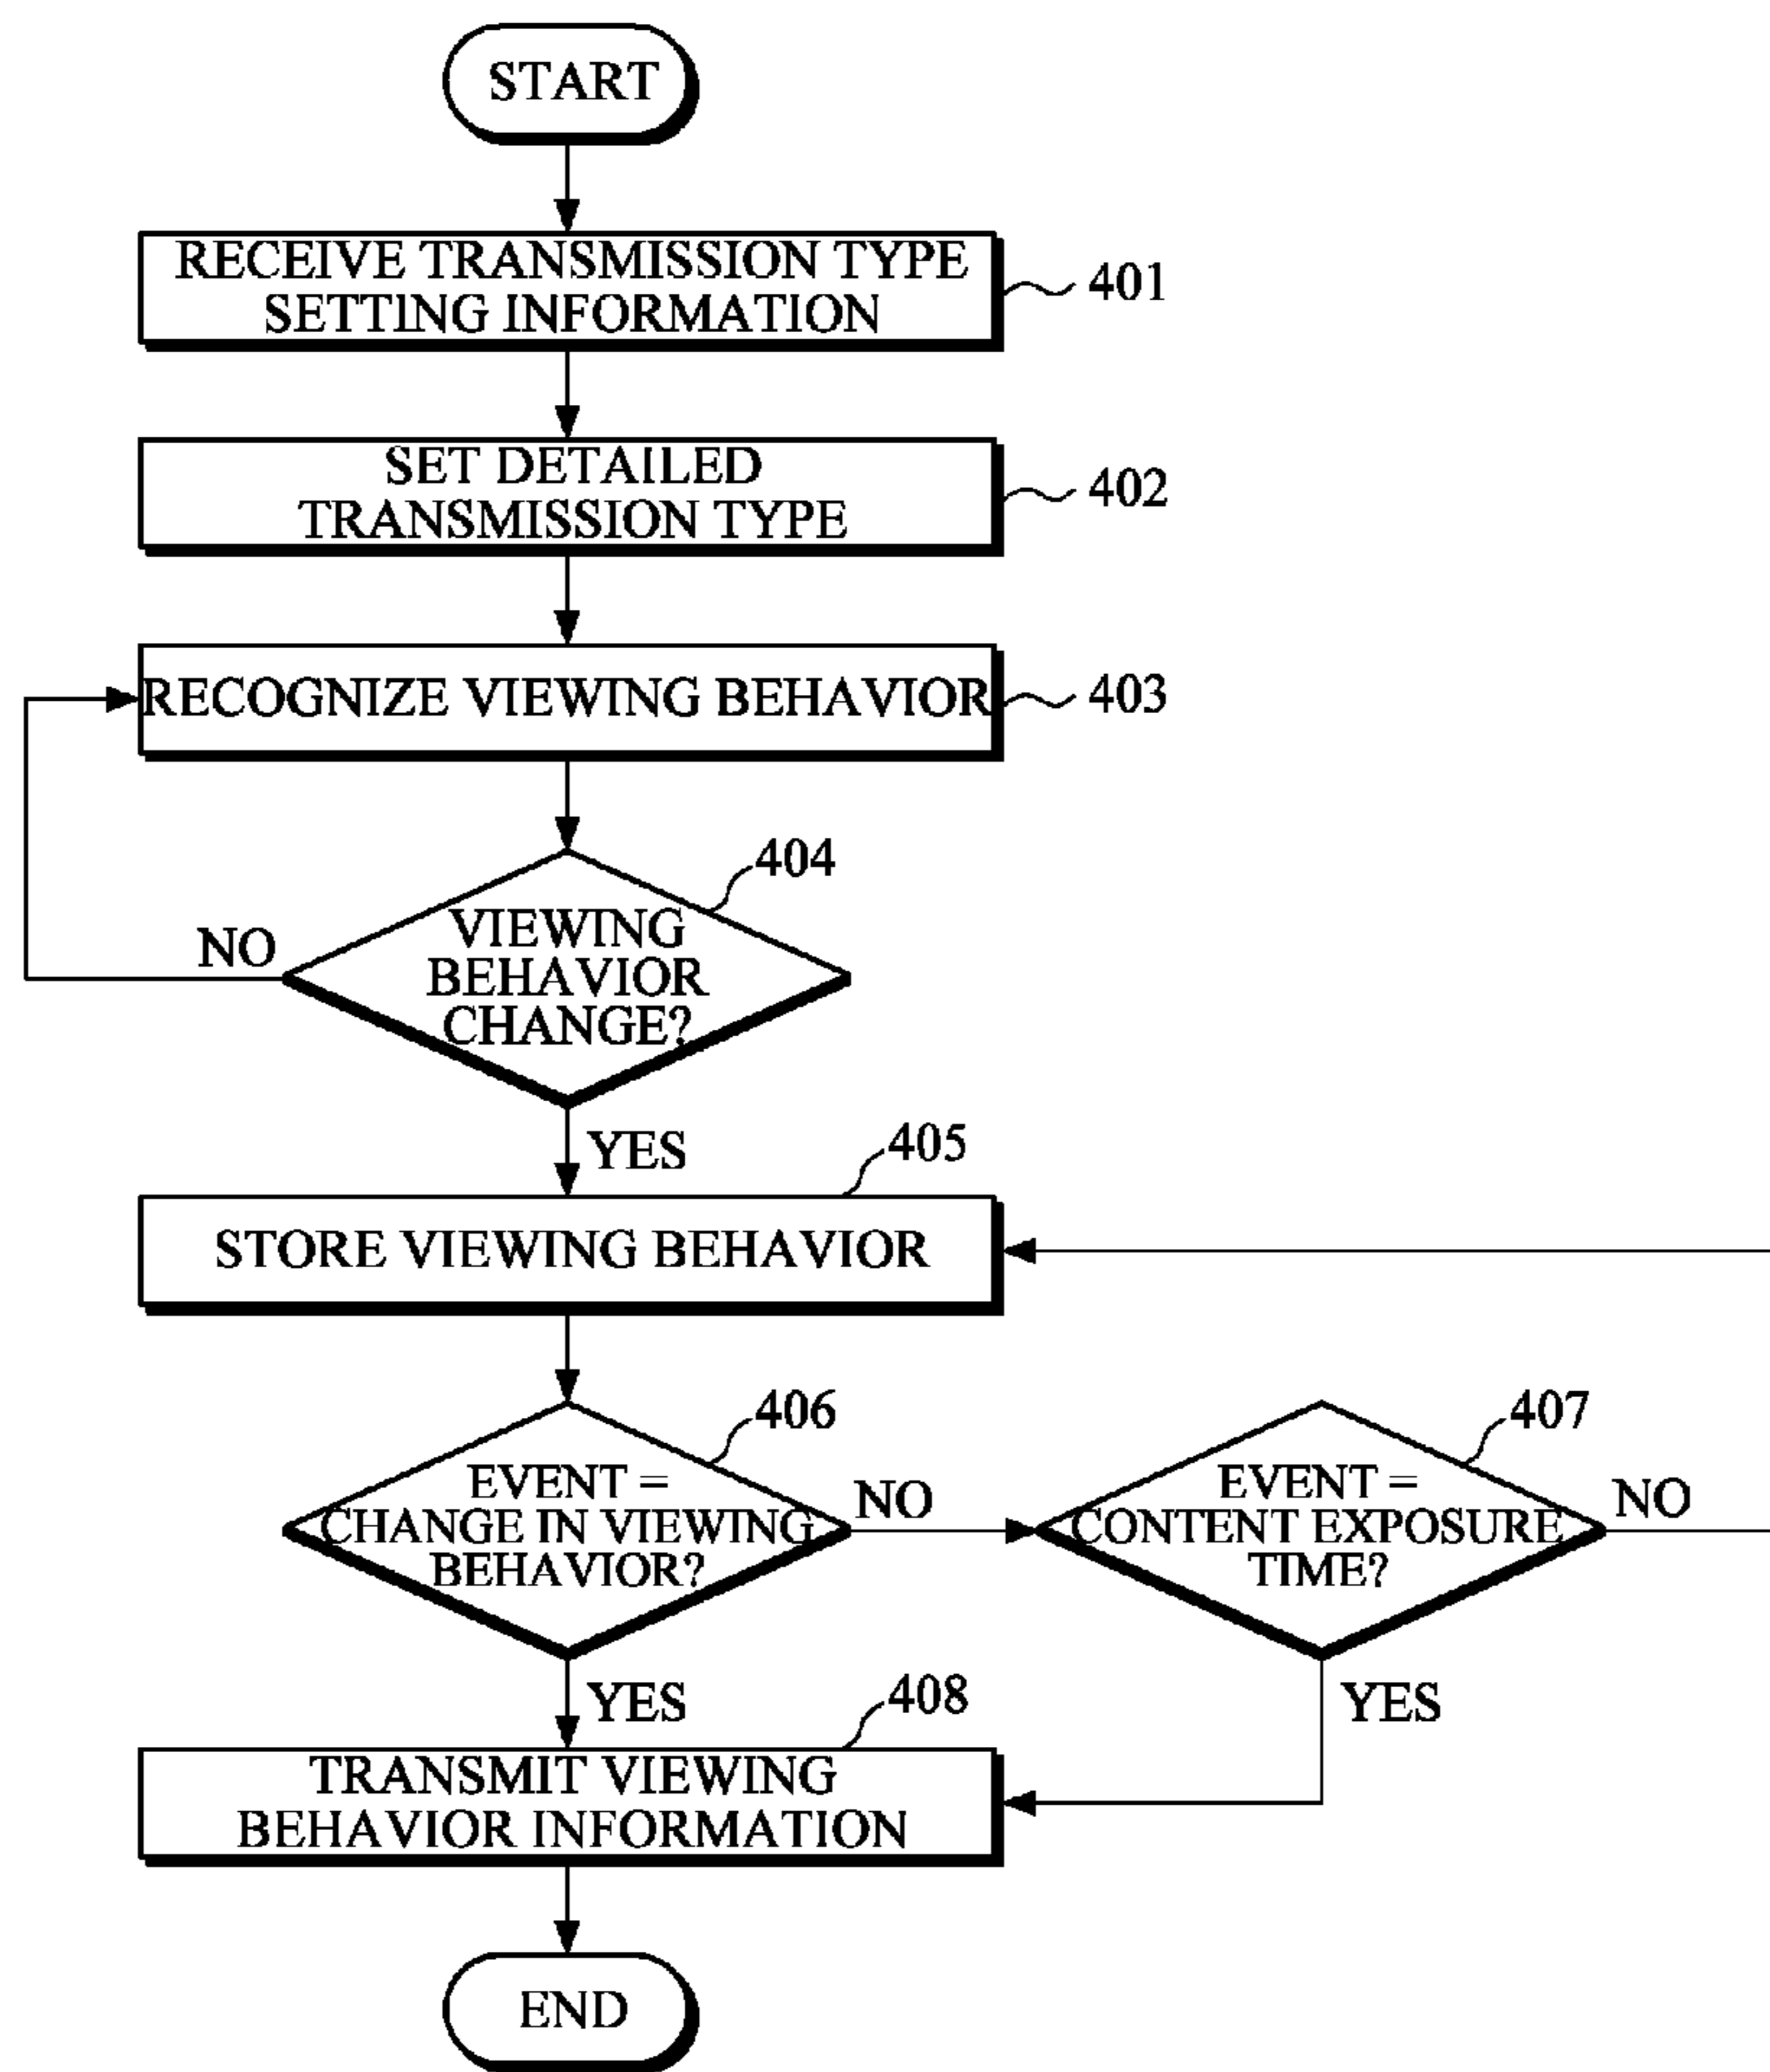 START
RECEIVE TRANSMISSION TYPE
SETTING INFORMATION
401
SET DETAILED
TRANSMISSION TYPE
402
RECOGNIZE VIEWING BEHAVIOR
403
404
VIEWING
BEHAVIOR
CHANGE?
NO
YES
405
STORE VIEWING BEHAVIOR
406
EVENT =
CHANGE IN VIEWING
BEHAVIOR?
NO
407
EVENT =
CONTENT EXPOSURE
TIME?
NO
YES
YES
408
TRANSMIT VIEWING
BEHAVIOR INFORMATION
END